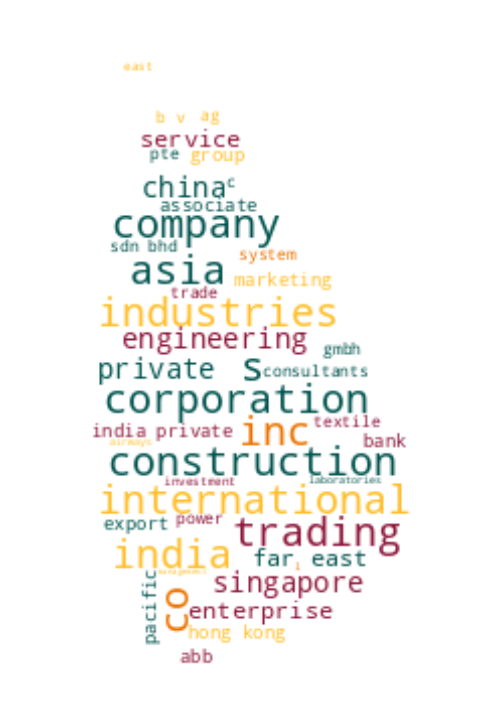 east
b v ag
service
pte group
china c
associate
company
sdn bhd
system
asia marketing
trade
industries
engineering gmbh
private s consultants
corporation
india private inc textile
airways bank
construction
investment laboratories
international
export power trading
india far l east
management
pacific co singapore
enterprise
hong kong
abb